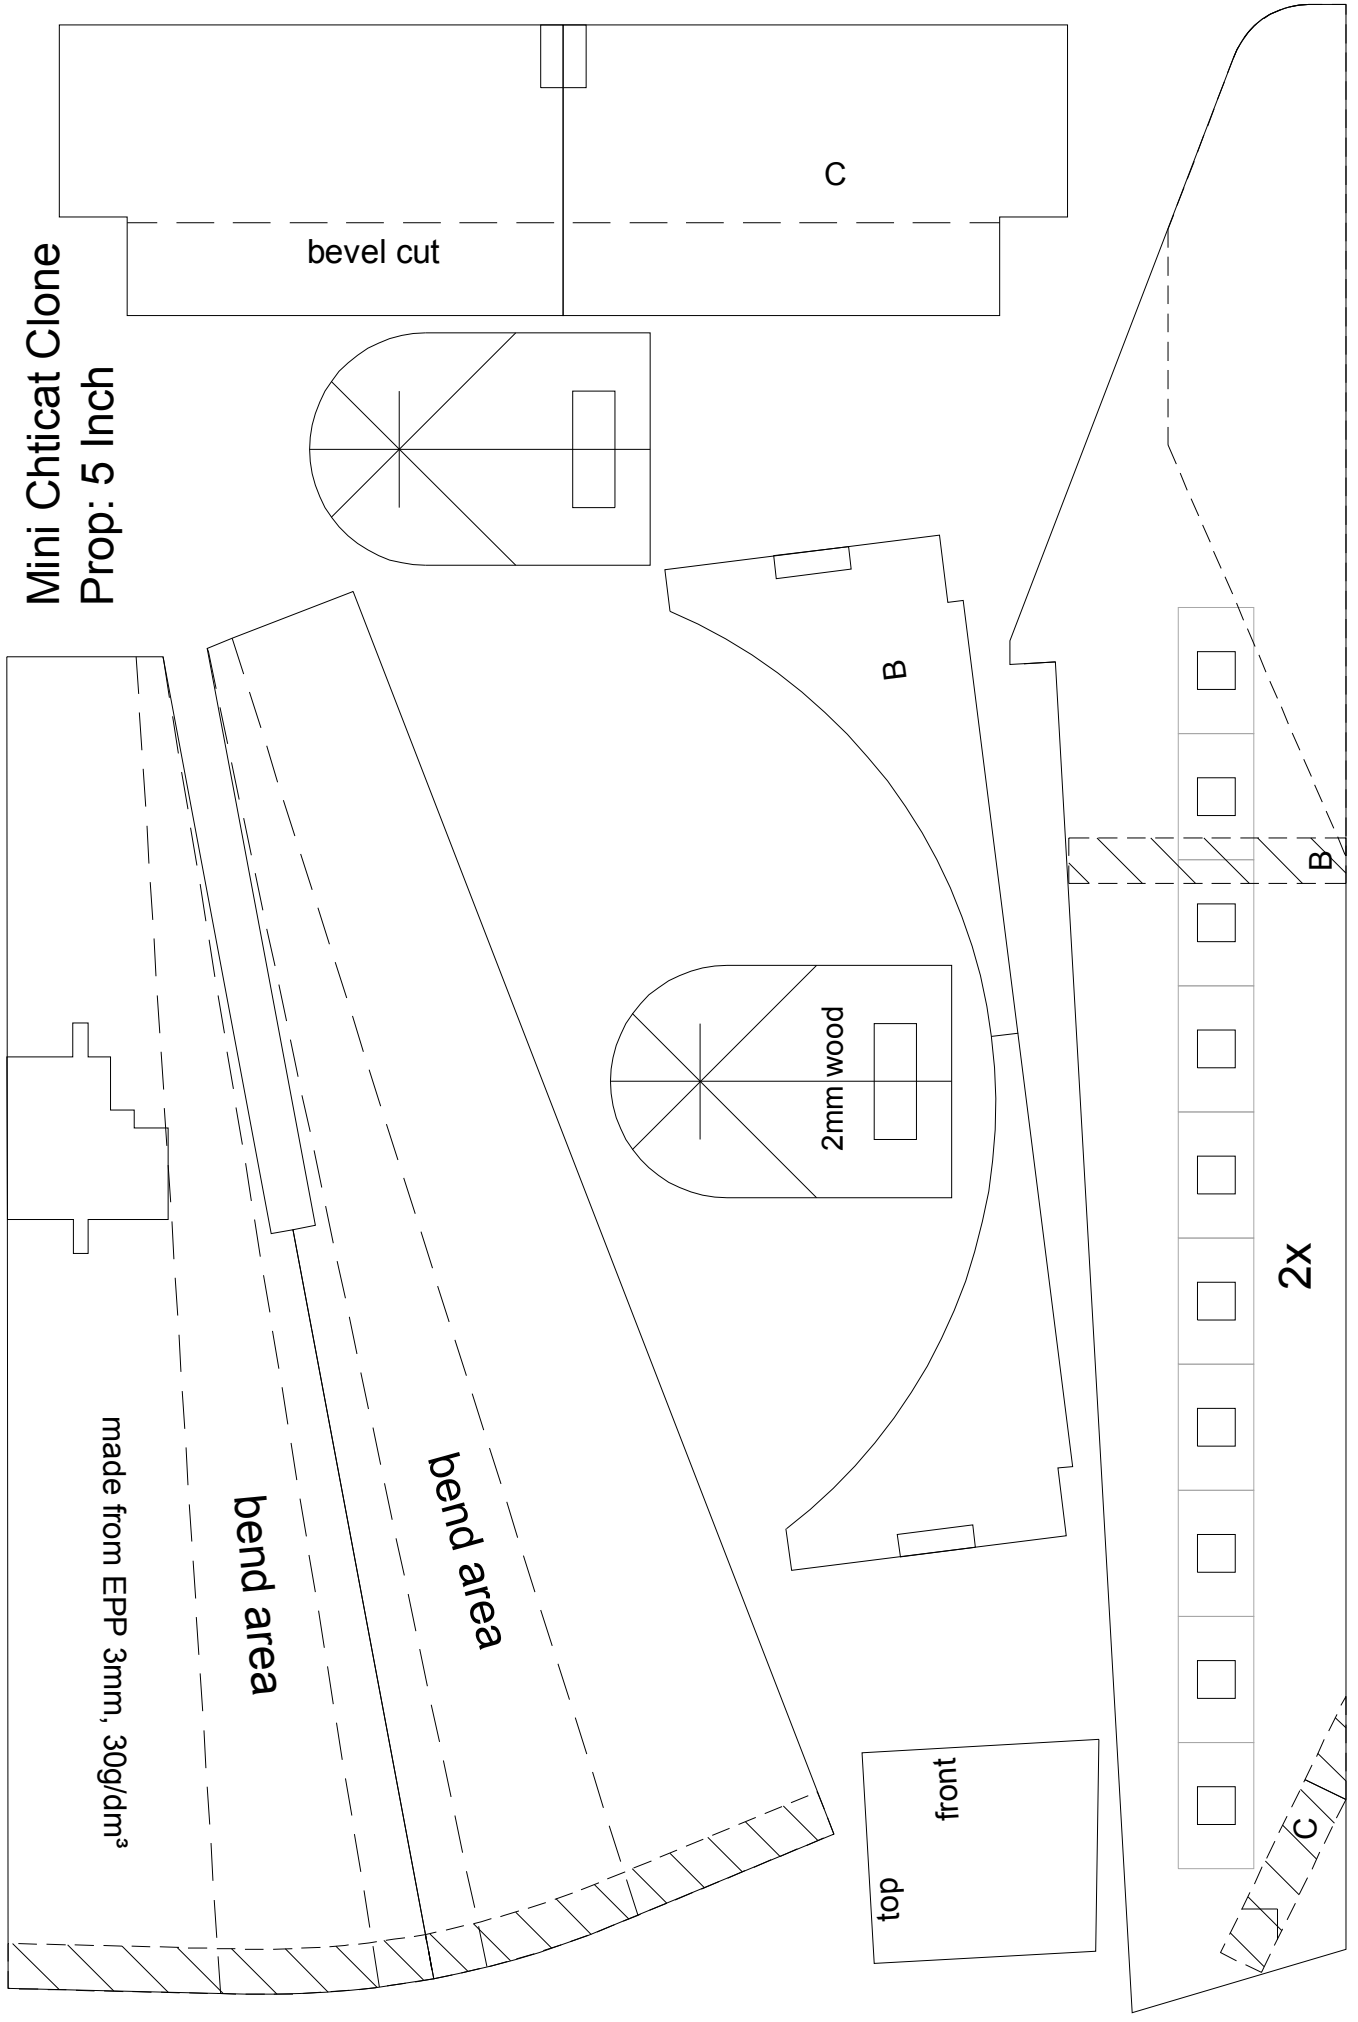 Mini Chticat Clone
Prop: 5 Inch
C
bevel cut
B
B
2mm wood
2x
made from EPP 3mm, 30g/dm³
bend area
bend area
front
top
C